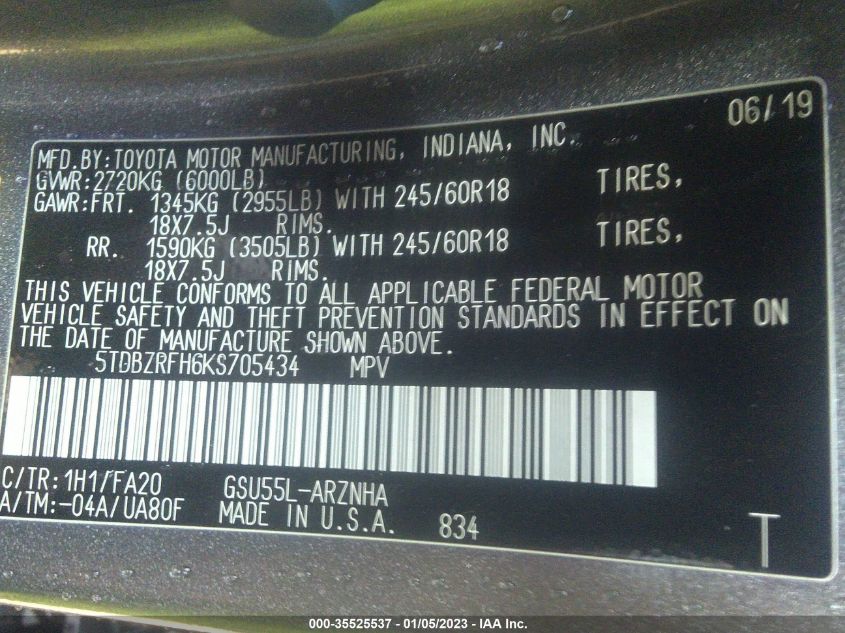 06/19
MFD.BY:TOYOTA MOTOR MANUFACTURING, INDIANA, INC.
GVWR:2720KG (6000LB)
GAWR:FRT. 1345KG (2955LB) WITH 245/60R18 TIRES,
18X7.5J RIMS.
RR. 1590KG (3505LB) WITH 245/60R18 TIRES,
18X7.5J RIMS.
THIS VEHICLE CONFORMS TO ALL APPLICABLE FEDERAL MOTOR
VEHICLE SAFETY AND THEFT PREVENTION STANDARDS IN EFFECT ON
THE DATE OF MANUFACTURE SHOWN ABOVE.
5TDBZRFH6KS705434 MPV
C/TR:1H1/FA20 GSU55L-ARZNHA
A/TM:-04A/UA80F MADE IN U.S.A. 834 T
000-35525537 - 01/05/2023 - IAA Inc.